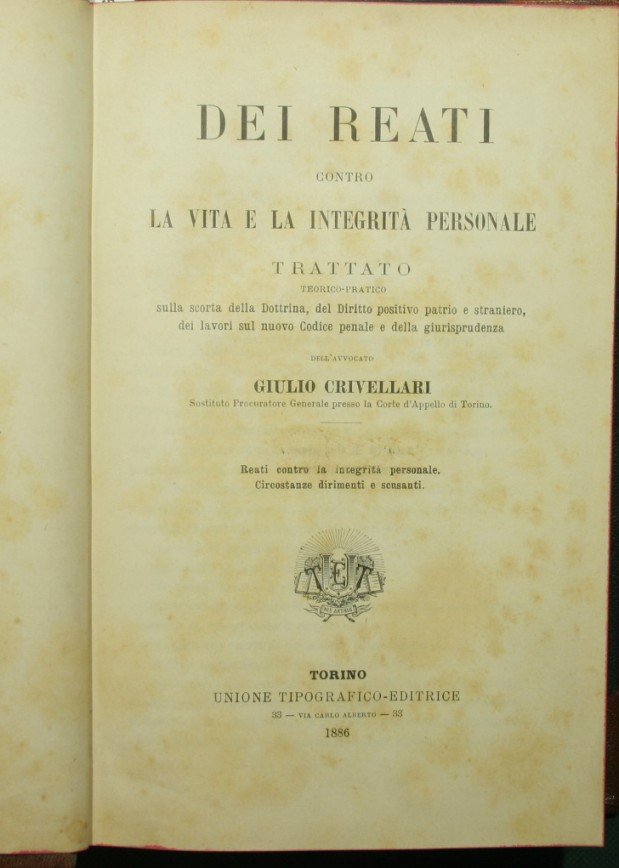 DEI REATI
CONTRO
LA VITA E LA INTEGRITÀ PERSONALE
TRATTATO
TEORICO-PRATICO
sulla scorta della Dottrina, del Diritto positivo patrio e straniero,
dei lavori sul nuovo Codice penale e della giurisprudenza
DELL'AVVOCATO
GIULIO CRIVELLARI
Sostituto Procuratore Generale presso la Corte d'Appello di Torino.
Reati contro la integrità personale.
Circostanze dirimenti e scusanti.
UTET
TORINO
UNIONE TIPOGRAFICO-EDITRICE
33 — VIA CARLO ALBERTO — 33
1886